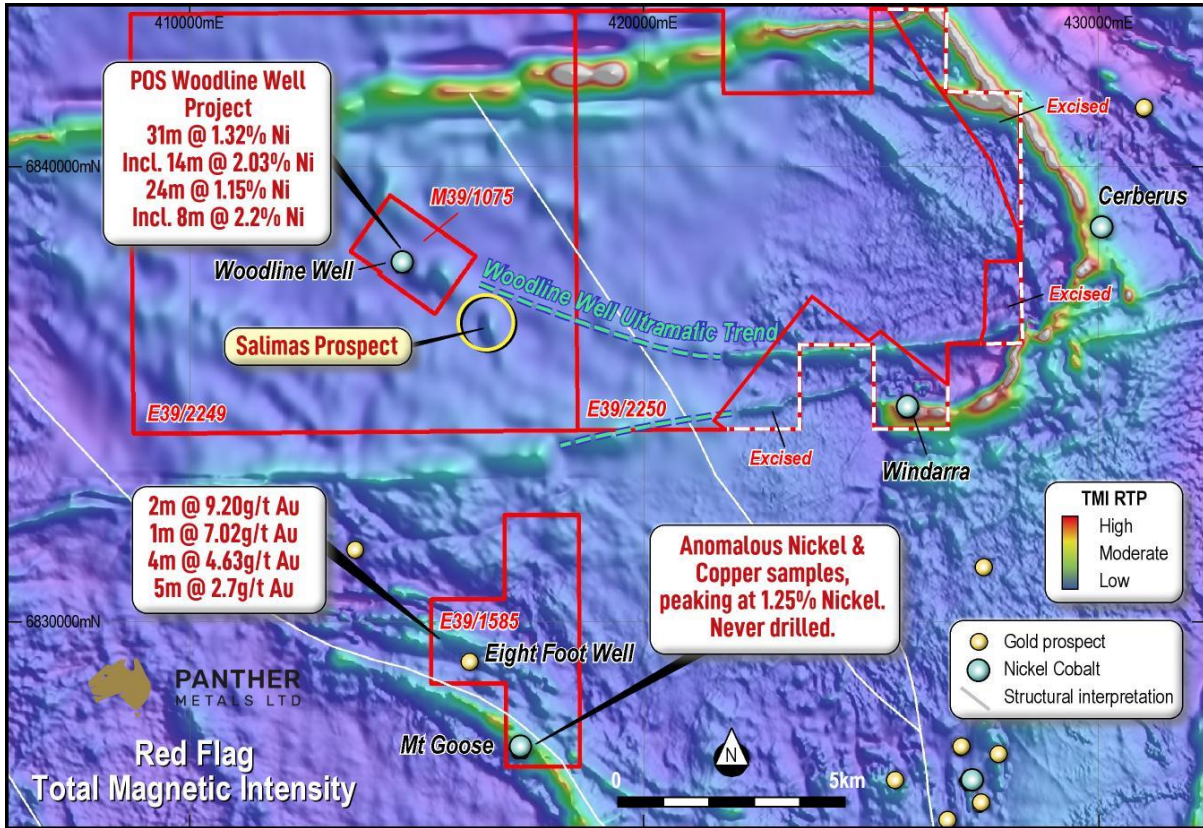 410000mE
420000mE
430000mE
POS Woodline Well
Project
31m @ 1.32% Ni
Incl. 14m @ 2.03% Ni
24m @ 1.15% Ni
Incl. 8m @ 2.2% Ni
Excised
6840000mN
M39/1075
Cerberus
Woodline Well
Woodline Well Ultramatic Trend
Excised
Salimas Prospect
E39/2249
E39/2250
Excised
Windarra
2m @ 9.20g/t Au
1m @ 7.02g/t Au
4m @ 4.63g/t Au
5m @ 2.7g/t Au
Anomalous Nickel &
Copper samples,
peaking at 1.25% Nickel.
Never drilled.
TMI RTP
High
Moderate
Low
6830000mN
E39/1585
Eight Foot Well
Gold prospect
Nickel Cobalt
Structural interpretation
PANTHER
METALS LTD
Mt Goose
N
Red Flag
Total Magnetic Intensity
0
5km